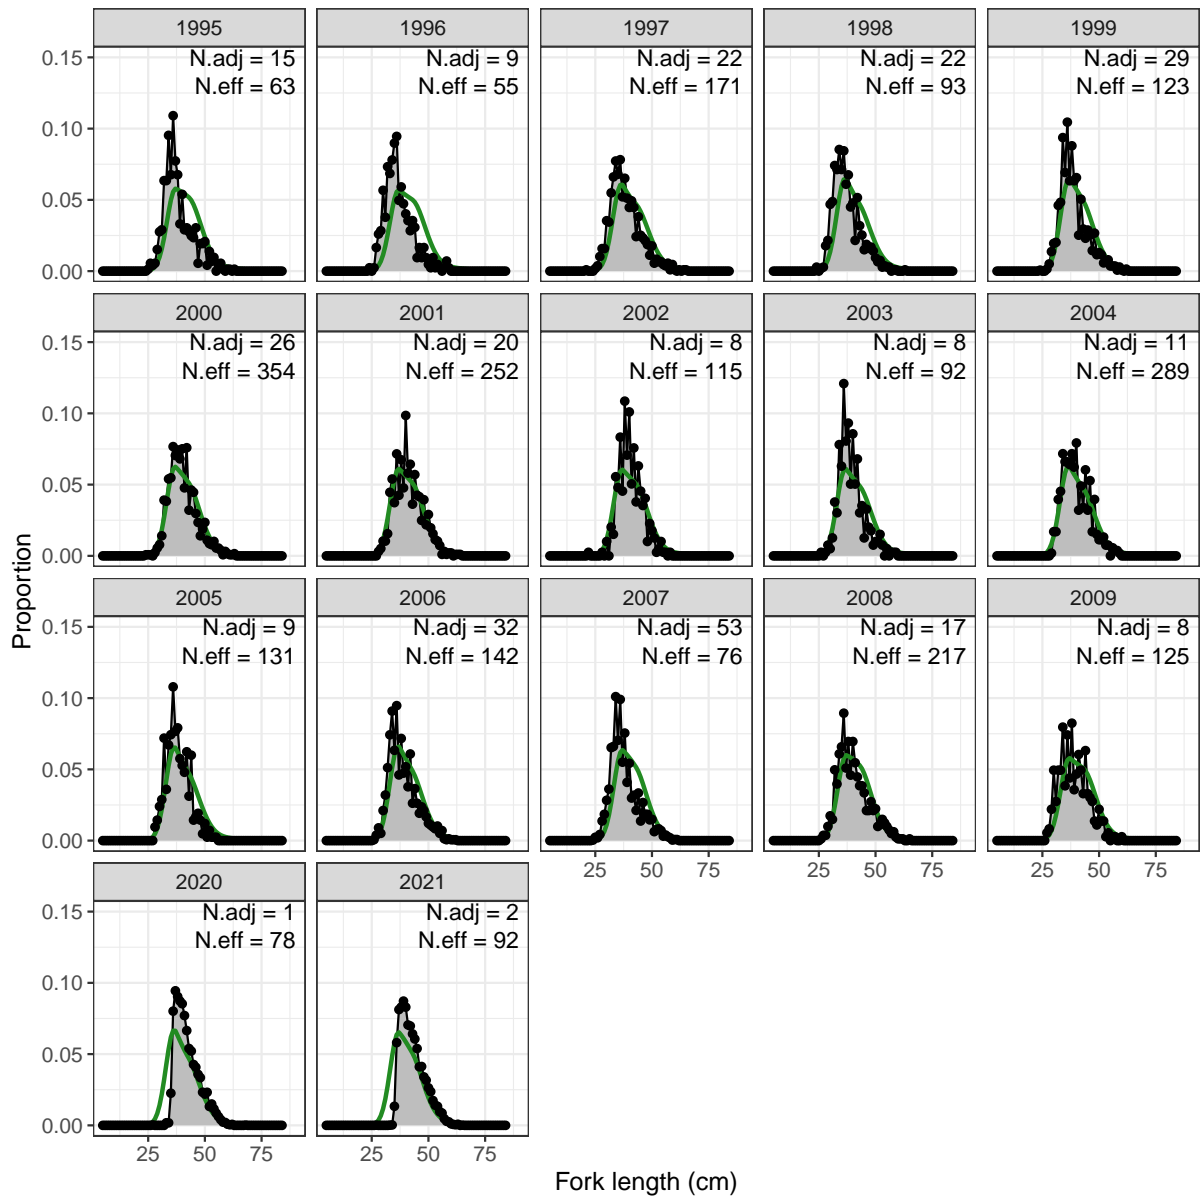 1995
1996
1997
1998
1999
N.adj = 15
N.eff = 63
N.adj = 9
N.eff = 55
N.adj = 22
N.eff = 171
N.adj = 22
N.eff = 93
N.adj = 29
N.eff = 123
0.15
0.10
0.05
0.00
2000
2001
2002
2003
2004
N.adj = 26
N.eff = 354
N.adj = 20
N.eff = 252
N.adj = 8
N.eff = 115
N.adj = 8
N.eff = 92
N.adj = 11
N.eff = 289
0.15
0.10
0.05
0.00
Proportion
2005
2006
2007
2008
2009
N.adj = 9
N.eff = 131
N.adj = 32
N.eff = 142
N.adj = 53
N.eff = 76
N.adj = 17
N.eff = 217
N.adj = 8
N.eff = 125
0.15
0.10
0.05
0.00
25 50 75
25 50 75
25 50 75
2020
2021
N.adj = 1
N.eff = 78
N.adj = 2
N.eff = 92
0.15
0.10
0.05
0.00
25 50 75
25 50 75
Fork length (cm)